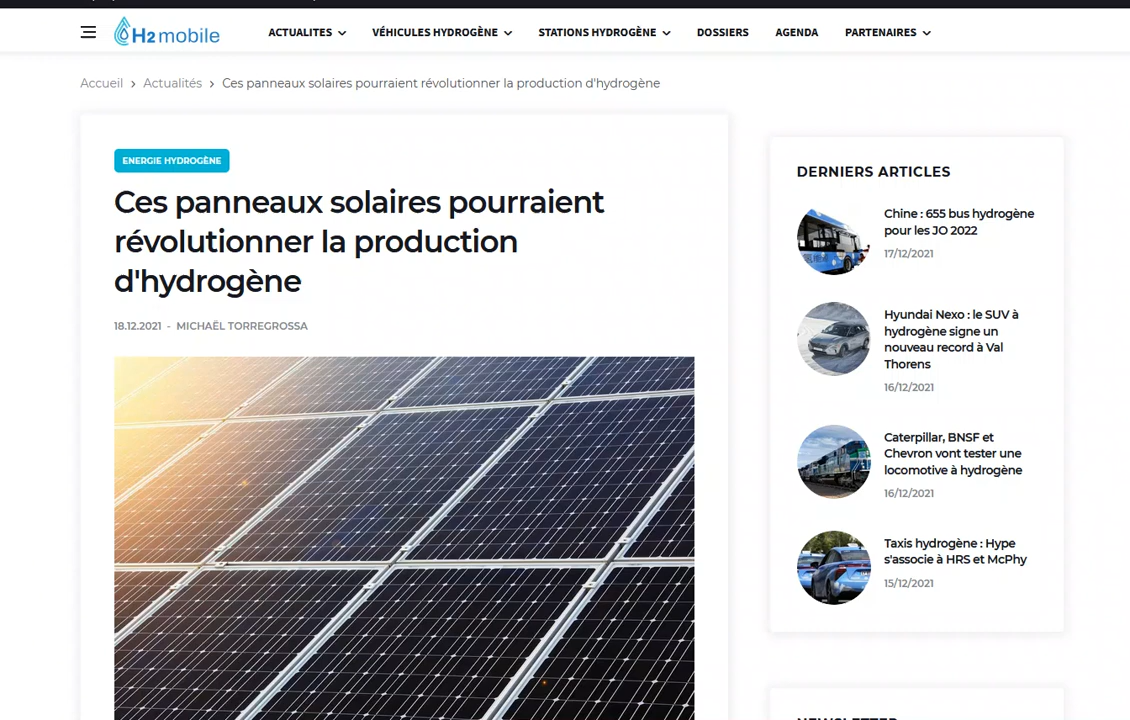 H2mobile
ACTUALITES
VÉHICULES HYDROGÈNE
STATIONS HYDROGÈNE
DOSSIERS
AGENDA
PARTENAIRES
Accueil > Actualités > Ces panneaux solaires pourraient révolutionner la production d'hydrogène
ENERGIE HYDROGÈNE
Ces panneaux solaires pourraient
révolutionner la production
d'hydrogène
18.12.2021 - MICHAËL TORREGROSSA
DERNIERS ARTICLES
Chine : 655 bus hydrogène
pour les JO 2022
17/12/2021
Hyundai Nexo : le SUV à
hydrogène signe un
nouveau record à Val
Thorens
16/12/2021
Caterpillar, BNSF et
Chevron vont tester une
locomotive à hydrogène
16/12/2021
Taxis hydrogène : Hype
s'associe à HRS et McPhy
15/12/2021
NEWSLETTER